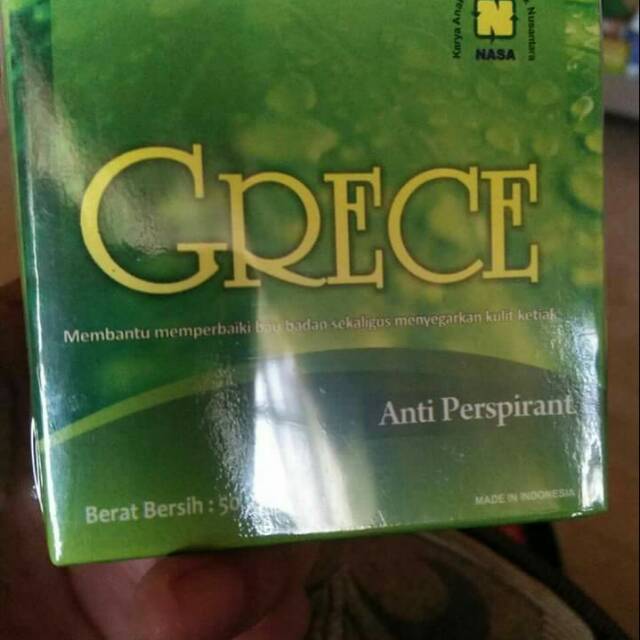 Karya Nusantara
NASA
GRECE
Membantu memperbaiki bau badan sekaligus menyegarkan kulit ketiak
Anti Perspirant
Berat Bersih :
MADE IN INDONESIA